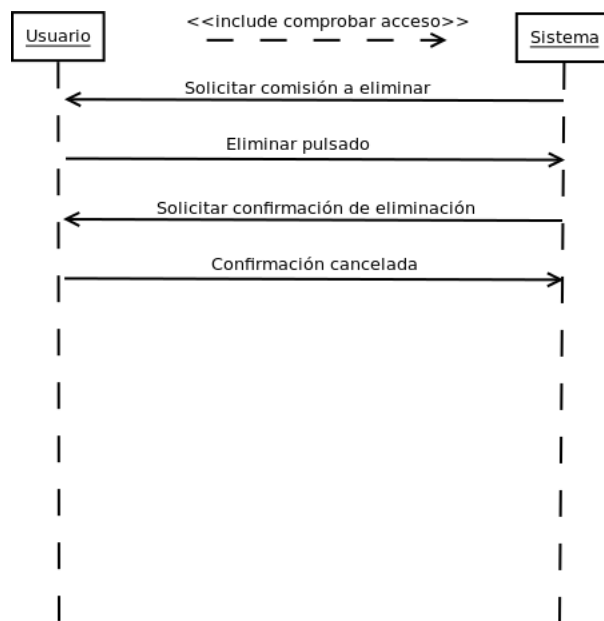 <<include comprobar acceso>>
Usuario
Sistema
Solicitar comisión a eliminar
Eliminar pulsado
Solicitar confirmación de eliminación
Confirmación cancelada